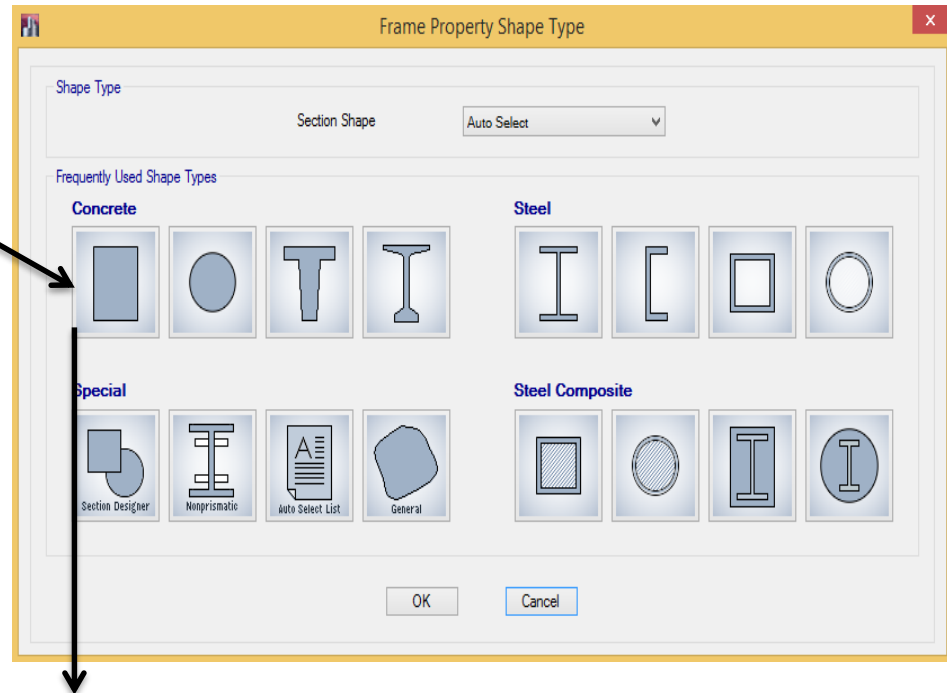 Frame Property Shape Type
x
Shape Type
Section Shape
Auto Select
Frequently Used Shape Types
Concrete
Steel
Special
Steel Composite
Section Designer
Nonprismatic
A
Auto Select List
General
OK
Cancel